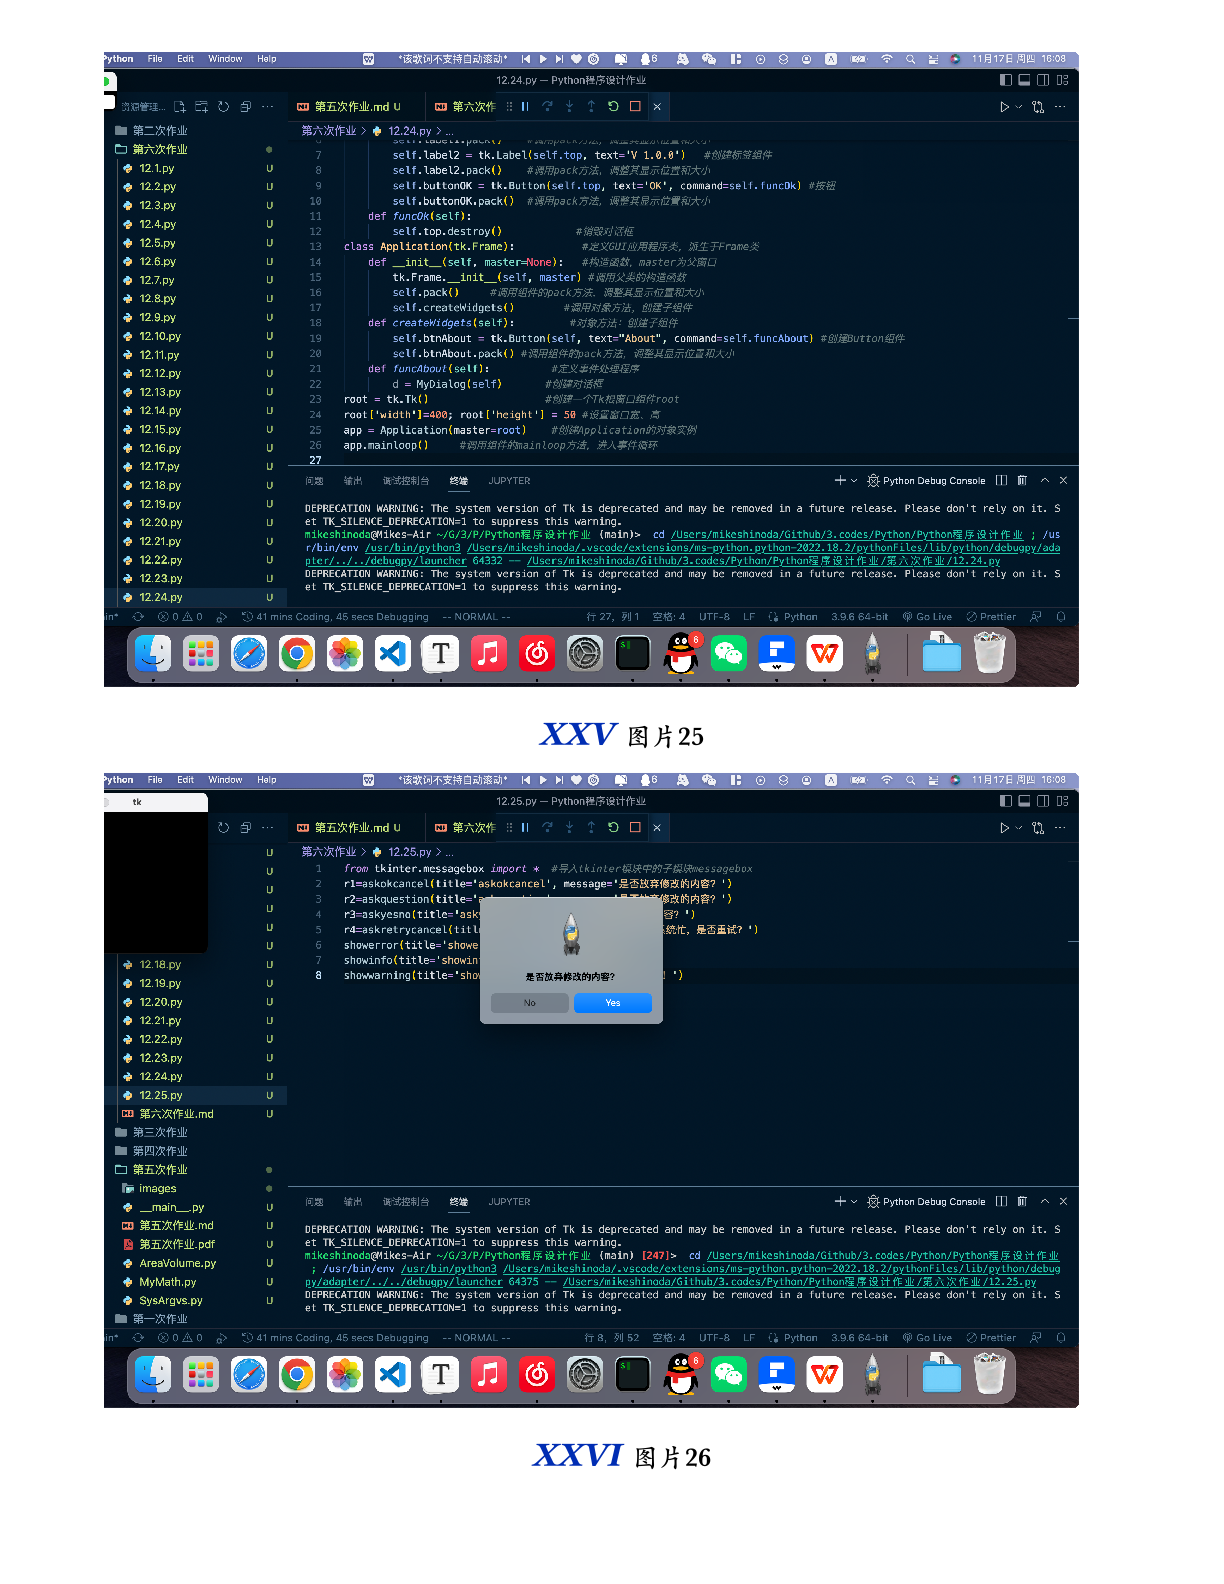 Python File Edit Window Help *该歌词不支持自动滚动* 6 A 11月17日 周四 16:08
12.24.py — Python程序设计作业
资源管理... 第五次作业.md U 第六次作
第二次作业
第六次作业
12.1.py U
12.2.py U
12.3.py U
12.4.py U
12.5.py U
12.6.py U
12.7.py U
12.8.py U
12.9.py U
12.10.py U
12.11.py U
12.12.py U
12.13.py U
12.14.py U
12.15.py U
12.16.py U
12.17.py U
12.18.py U
12.19.py U
12.20.py U
12.21.py U
12.22.py U
12.23.py U
12.24.py U
第六次作业 > 12.24.py > ...
6 self.label1.pack() #调用pack方法，调整其显示位置和大小
7 self.label2 = tk.Label(self.top, text='V 1.0.0') #创建标签组件
8 self.label2.pack() #调用pack方法，调整其显示位置和大小
9 self.buttonOK = tk.Button(self.top, text='OK', command=self.funcOk) #按钮
10 self.buttonOK.pack() #调用pack方法，调整其显示位置和大小
11 def funcOk(self):
12 self.top.destroy() #销毁对话框
13 class Application(tk.Frame): #定义GUI应用程序类，派生于Frame类
14 def __init__(self, master=None): #构造函数，master为父窗口
15 tk.Frame.__init__(self, master) #调用父类的构造函数
16 self.pack() #调用组件的pack方法，调整其显示位置和大小
17 self.createWidgets() #调用对象方法，创建子组件
18 def createWidgets(self): #对象方法：创建子组件
19 self.btnAbout = tk.Button(self, text="About", command=self.funcAbout) #创建Button组件
20 self.btnAbout.pack() #调用组件的pack方法，调整其显示位置和大小
21 def funcAbout(self): #定义事件处理程序
22 d = MyDialog(self) #创建对话框
23 root = tk.Tk() #创建一个Tk根窗口组件root
24 root['width']=400; root['height'] = 50 #设置窗口宽、高
25 app = Application(master=root) #创建Application的对象实例
26 app.mainloop() #调用组件的mainloop方法，进入事件循环
27
问题 输出 调试控制台 终端 JUPYTER Python Debug Console
DEPRECATION WARNING: The system version of Tk is deprecated and may be removed in a future release. Please don't rely on it. S
et TK_SILENCE_DEPRECATION=1 to suppress this warning.
mikeshinoda@Mikes-Air ~/G/3/P/Python程序设计作业 (main)> cd /Users/mikeshinoda/Github/3.codes/Python/Python程序设计作业 ; /us
r/bin/env /usr/bin/python3 /Users/mikeshinoda/.vscode/extensions/ms-python.python-2022.18.2/pythonFiles/lib/python/debugpy/ada
pter/../../debugpy/launcher 64332 -- /Users/mikeshinoda/Github/3.codes/Python/Python程序设计作业/第六次作业/12.24.py
DEPRECATION WARNING: The system version of Tk is deprecated and may be removed in a future release. Please don't rely on it. S
et TK_SILENCE_DEPRECATION=1 to suppress this warning.
in* 0 0 41 mins Coding, 45 secs Debugging -- NORMAL -- 行 27，列 1 空格: 4 UTF-8 LF Python 3.9.6 64-bit Go Live Prettier
XXV 图片25
Python File Edit Window Help *该歌词不支持自动滚动* 6 A 11月17日 周四 16:08
tk
12.25.py — Python程序设计作业
第五次作业.md U 第六次作
U
U
U
U
U
U
12.18.py U
12.19.py U
12.20.py U
12.21.py U
12.22.py U
12.23.py U
12.24.py U
12.25.py U
第六次作业.md U
第三次作业
第四次作业
第五次作业
images
__main__.py U
第五次作业.md U
第五次作业.pdf U
AreaVolume.py U
MyMath.py U
SysArgvs.py U
第一次作业
第六次作业 > 12.25.py > ...
1 from tkinter.messagebox import * #导入tkinter模块中的子模块messagebox
2 r1=askokcancel(title='askokcancel', message='是否放弃修改的内容？')
3 r2=askquestion(title= 修改的内容？')
4 r3=askyesno(title='ask 容？')
5 r4=askretrycancel(titl 系统忙，是否重试？')
6 showerror(title='showe
7 showinfo(title='showin
8 showwarning(title='sho ！')
是否放弃修改的内容？
No Yes
问题 输出 调试控制台 终端 JUPYTER Python Debug Console
DEPRECATION WARNING: The system version of Tk is deprecated and may be removed in a future release. Please don't rely on it. S
et TK_SILENCE_DEPRECATION=1 to suppress this warning.
mikeshinoda@Mikes-Air ~/G/3/P/Python程序设计作业 (main) [247]> cd /Users/mikeshinoda/Github/3.codes/Python/Python程序设计作业
; /usr/bin/env /usr/bin/python3 /Users/mikeshinoda/.vscode/extensions/ms-python.python-2022.18.2/pythonFiles/lib/python/debug
py/adapter/../../debugpy/launcher 64375 -- /Users/mikeshinoda/Github/3.codes/Python/Python程序设计作业/第六次作业/12.25.py
DEPRECATION WARNING: The system version of Tk is deprecated and may be removed in a future release. Please don't rely on it. S
et TK_SILENCE_DEPRECATION=1 to suppress this warning.
in* 0 0 41 mins Coding, 45 secs Debugging -- NORMAL -- 行 8，列 52 空格: 4 UTF-8 LF Python 3.9.6 64-bit Go Live Prettier
XXVI 图片26